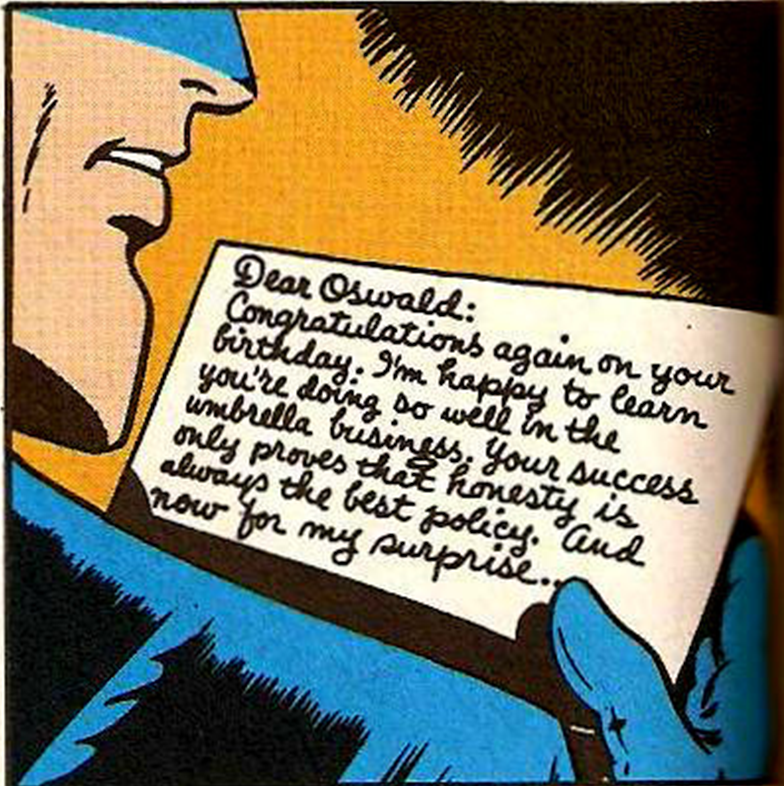 Dear Oswald:
Congratulations again on your
birthday. I'm happy to learn
you're doing so well in the
umbrella business. Your success
only proves that honesty is
always the best policy. And
now for my surprise...